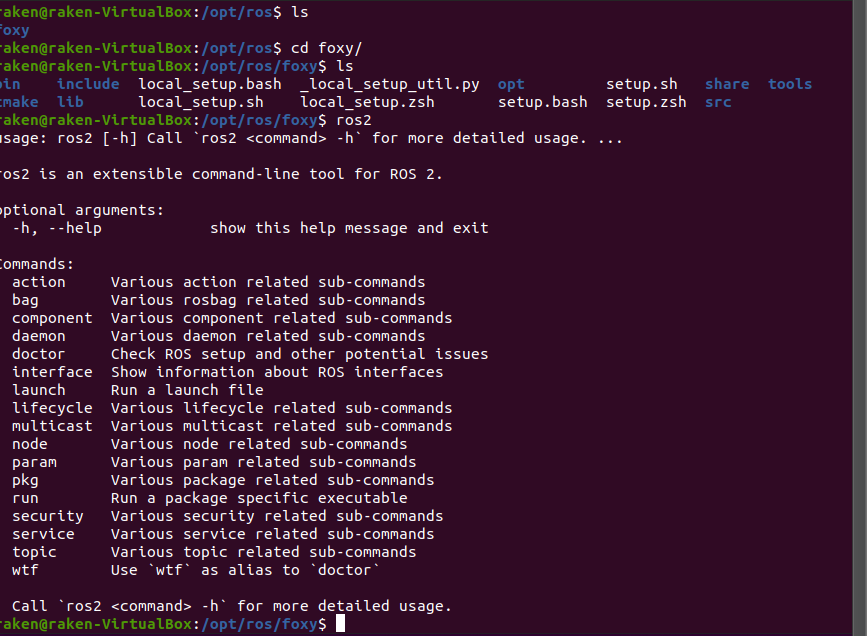 raken@raken-VirtualBox:/opt/ros$ ls
foxy
raken@raken-VirtualBox:/opt/ros$ cd foxy/
raken@raken-VirtualBox:/opt/ros/foxy$ ls
bin    include  local_setup.bash  _local_setup_util.py  opt         setup.sh   share  tools
cmake  lib      local_setup.sh    local_setup.zsh       setup.bash  setup.zsh  src
raken@raken-VirtualBox:/opt/ros/foxy$ ros2
usage: ros2 [-h] Call `ros2 <command> -h` for more detailed usage. ...
ros2 is an extensible command-line tool for ROS 2.
optional arguments:
  -h, --help            show this help message and exit
Commands:
  action     Various action related sub-commands
  bag        Various rosbag related sub-commands
  component  Various component related sub-commands
  daemon     Various daemon related sub-commands
  doctor     Check ROS setup and other potential issues
  interface  Show information about ROS interfaces
  launch     Run a launch file
  lifecycle  Various lifecycle related sub-commands
  multicast  Various multicast related sub-commands
  node       Various node related sub-commands
  param      Various param related sub-commands
  pkg        Various package related sub-commands
  run        Run a package specific executable
  security   Various security related sub-commands
  service    Various service related sub-commands
  topic      Various topic related sub-commands
  wtf        Use `wtf` as alias to `doctor`
  Call `ros2 <command> -h` for more detailed usage.
raken@raken-VirtualBox:/opt/ros/foxy$